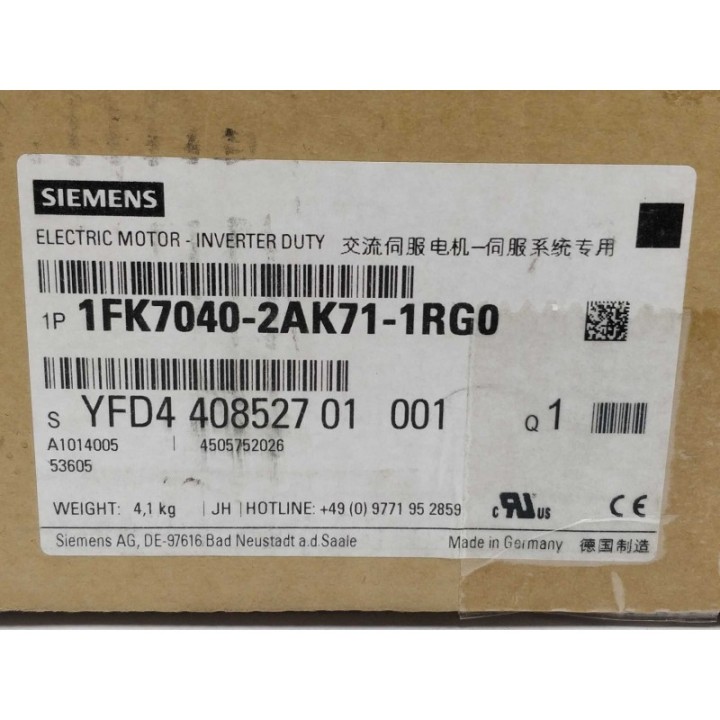 SIEMENS
ELECTRIC MOTOR - INVERTER DUTY 交流伺服电机—伺服系统专用
1P 1FK7040-2AK71-1RG0
S YFD4 408527 01 001 Q 1
A1014005 | 4505752026
53605
WEIGHT: 4,1 kg | JH | HOTLINE: +49 (0) 9771 95 2859 c RU US CE
Siemens AG, DE-97616 Bad Neustadt a.d.Saale Made in Germany 德国制造